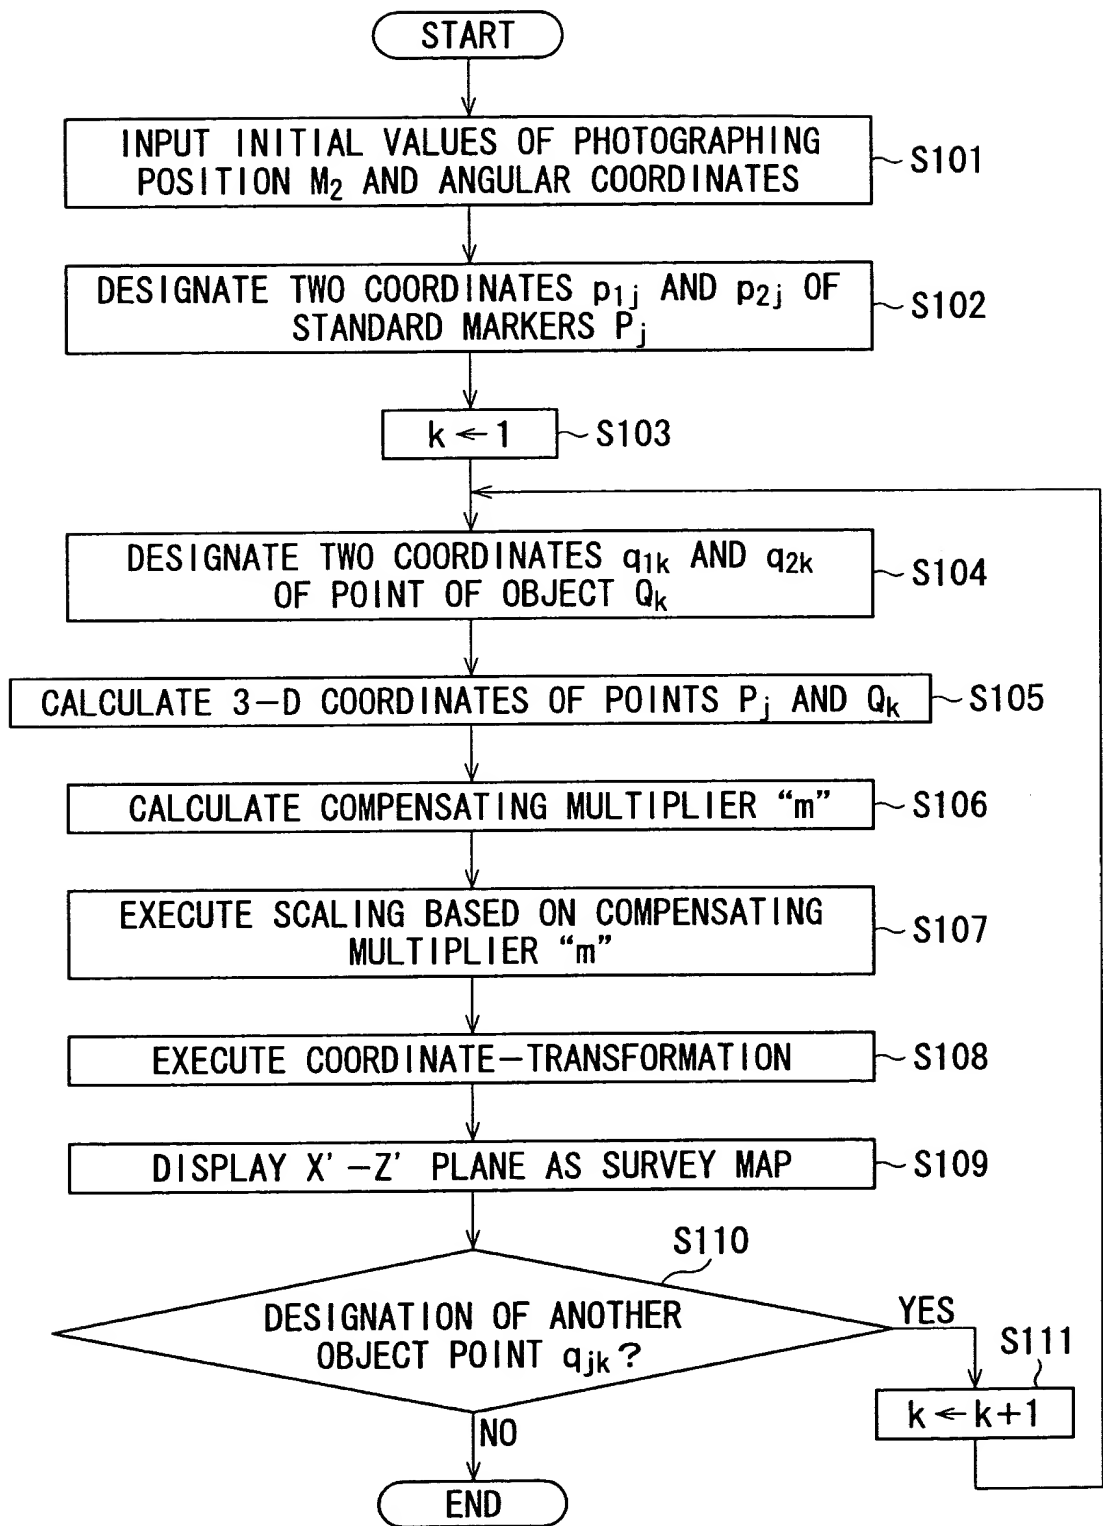 START
INPUT INITIAL VALUES OF PHOTOGRAPHING
POSITION M₂ AND ANGULAR COORDINATES
S101
DESIGNATE TWO COORDINATES p₁ⱼ AND p₂ⱼ OF
STANDARD MARKERS Pⱼ
S102
k←1
S103
DESIGNATE TWO COORDINATES q₁ₖ AND q₂ₖ
OF POINT OF OBJECT Qₖ
S104
CALCULATE 3-D COORDINATES OF POINTS Pⱼ AND Qₖ
S105
CALCULATE COMPENSATING MULTIPLIER “m”
S106
EXECUTE SCALING BASED ON COMPENSATING
MULTIPLIER “m”
S107
EXECUTE COORDINATE-TRANSFORMATION
S108
DISPLAY X'-Z' PLANE AS SURVEY MAP
S109
S110
DESIGNATION OF ANOTHER
OBJECT POINT qⱼₖ?
YES
S111
k←k+1
NO
END